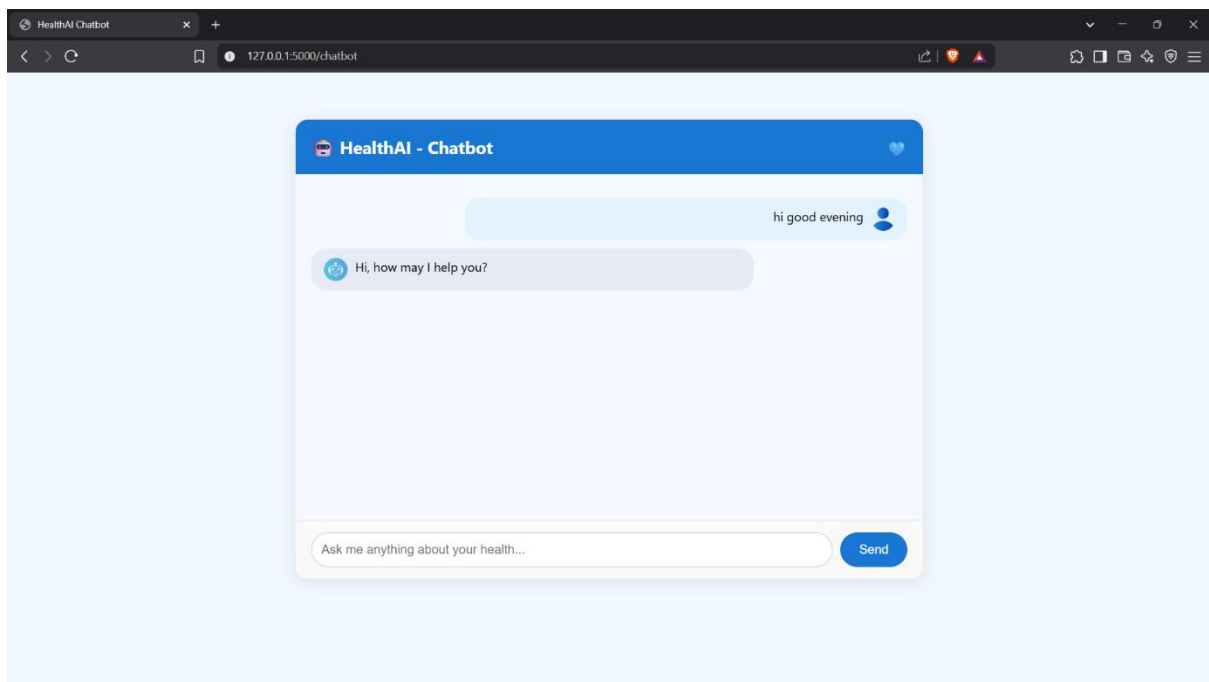 HealthAI Chatbot
127.0.0.1:5000/chatbot
HealthAI - Chatbot
hi good evening
Hi, how may I help you?
Ask me anything about your health...
Send